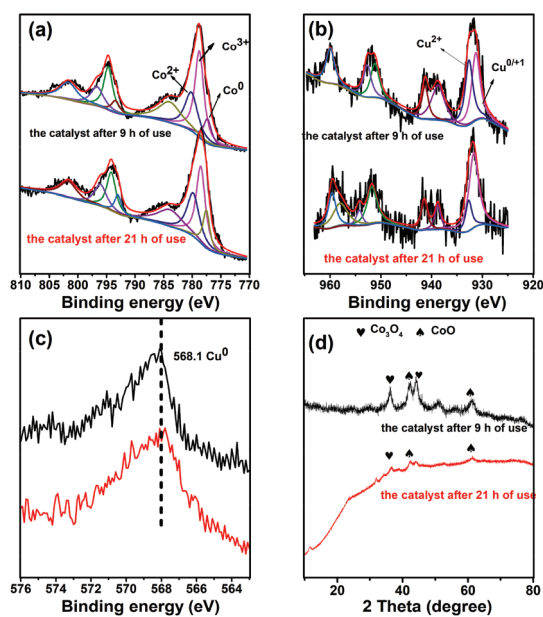 (a)
Co3+
Co2+
Co0
the catalyst after 9 h of use
the catalyst after 21 h of use
810 800 790 780 770
Binding energy (eV)
(b)
Cu2+
Cu0/+1
the catalyst after 9 h of use
the catalyst after 21 h of use
960 950 940 930 920
Binding energy (eV)
(c)
568.1 Cu0
576 574 572 570 568 566 564
Binding energy (eV)
(d)
♥ Co3O4 ♠ CoO
the catalyst after 9 h of use
the catalyst after 21 h of use
20 40 60 80
2 Theta (degree)